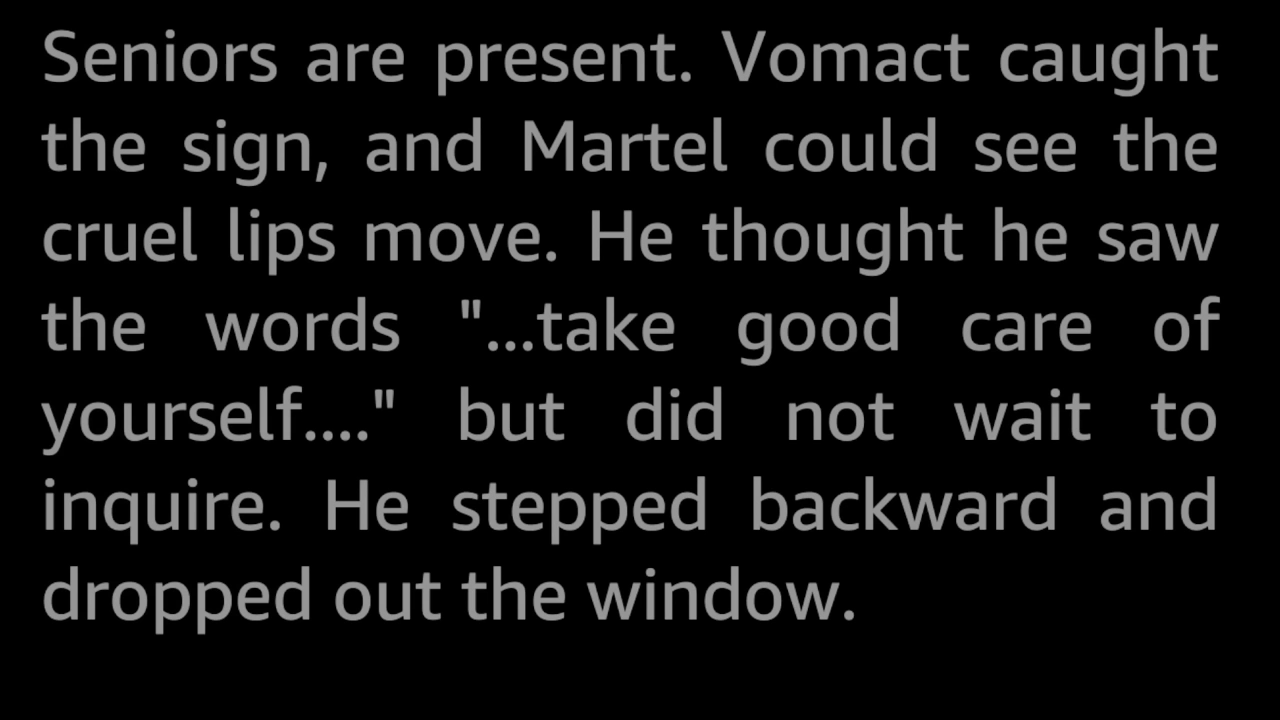 Seniors are present. Vomact caught
the sign, and Martel could see the
cruel lips move. He thought he saw
the words "...take good care of
yourself...." but did not wait to
inquire. He stepped backward and
dropped out the window.